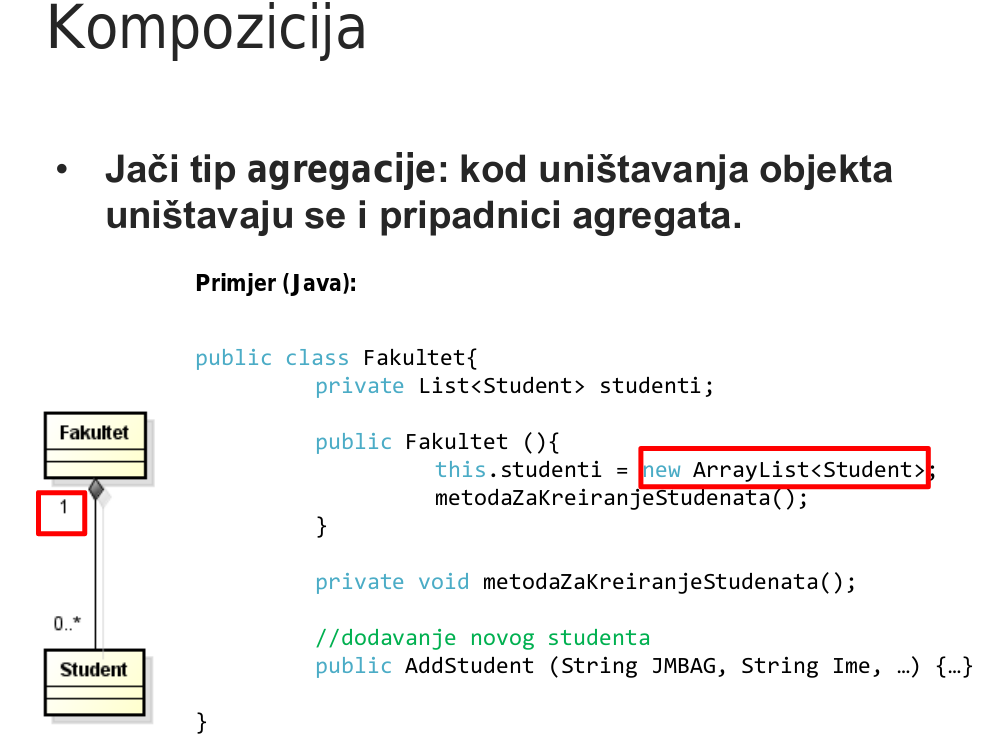 Kompozicija
• Jači tip agregacije: kod uništavanja objekta
uništavaju se i pripadnici agregata.
Primjer (Java):
public class Fakultet{
private List<Student> studenti;
public Fakultet (){
this.studenti = new ArrayList<Student>;
metodaZaKreiranjeStudenata();
}
private void metodaZaKreiranjeStudenata();
//dodavanje novog studenta
public AddStudent (String JMBAG, String Ime, …) {…}
}
Fakultet
1
0..*
Student